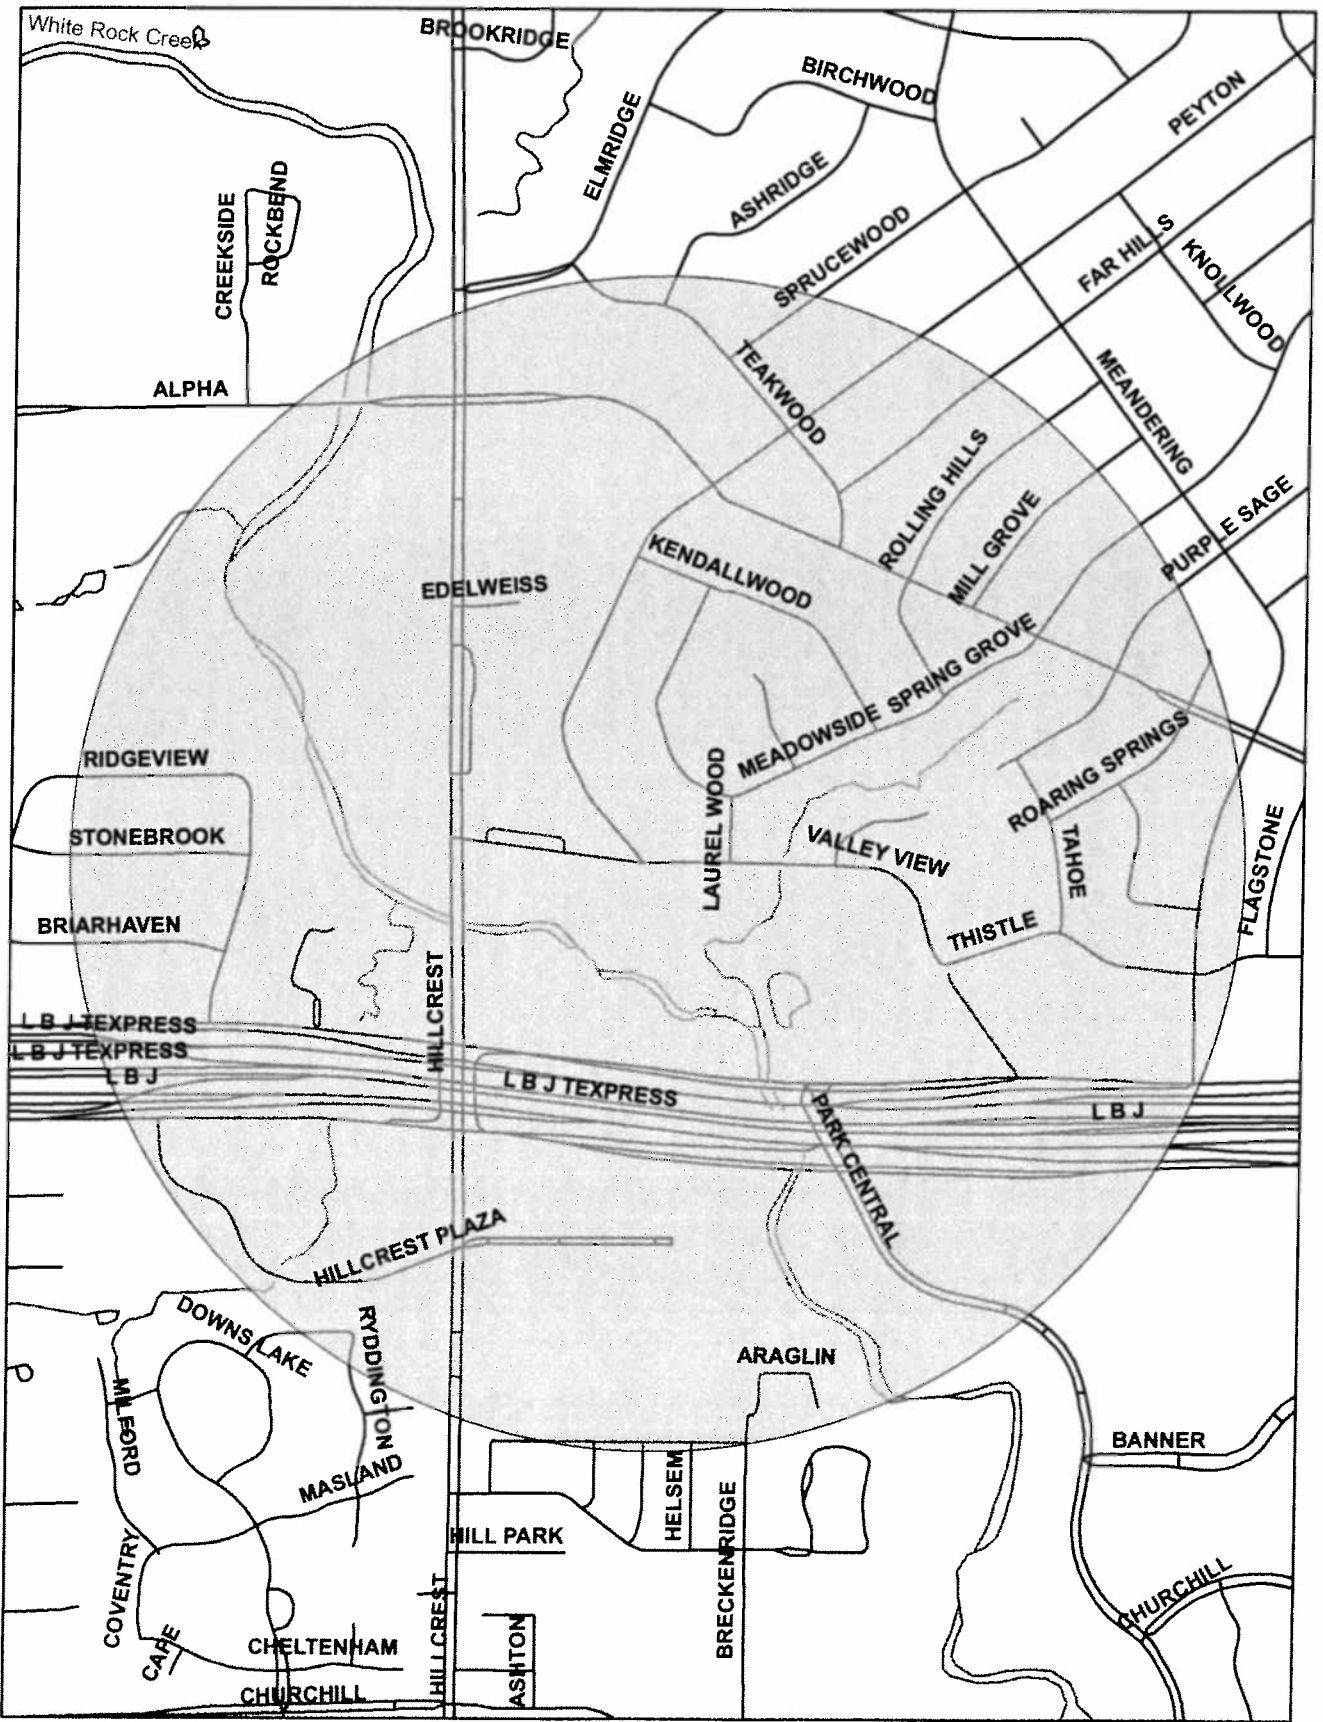 White Rock Creek
BROOKRIDGE
BIRCHWOOD
PEYTON
ELMRIDGE
ASHRIDGE
CREEKSIDE
ROCKBEND
SPRUCEWOOD
FAR HILLS
KNOLLWOOD
ALPHA
TEAKWOOD
MEANDERING
ROLLING HILLS
MILL GROVE
PURPLE SAGE
KENDALLWOOD
EDELWEISS
SPRING GROVE
MEADOWSIDE
RIDGEVIEW
ROARING SPRINGS
STONEBROOK
LAUREL WOOD
VALLEY VIEW
TAHOE
FLAGSTONE
BRIARHAVEN
THISTLE
HILLCREST
L B J TEXPRESS
L B J TEXPRESS
L B J
L B J TEXPRESS
L B J
PARK CENTRAL
HILLCREST PLAZA
DOWNS LAKE
RYDDINGTON
ARAGLIN
MILFORD
BANNER
MASLAND
HELSEM
HILL PARK
BRECKENRIDGE
COVENTRY
CHURCHILL
CAPE
CHELTENHAM
HILLCREST
ASHTON
CHURCHILL